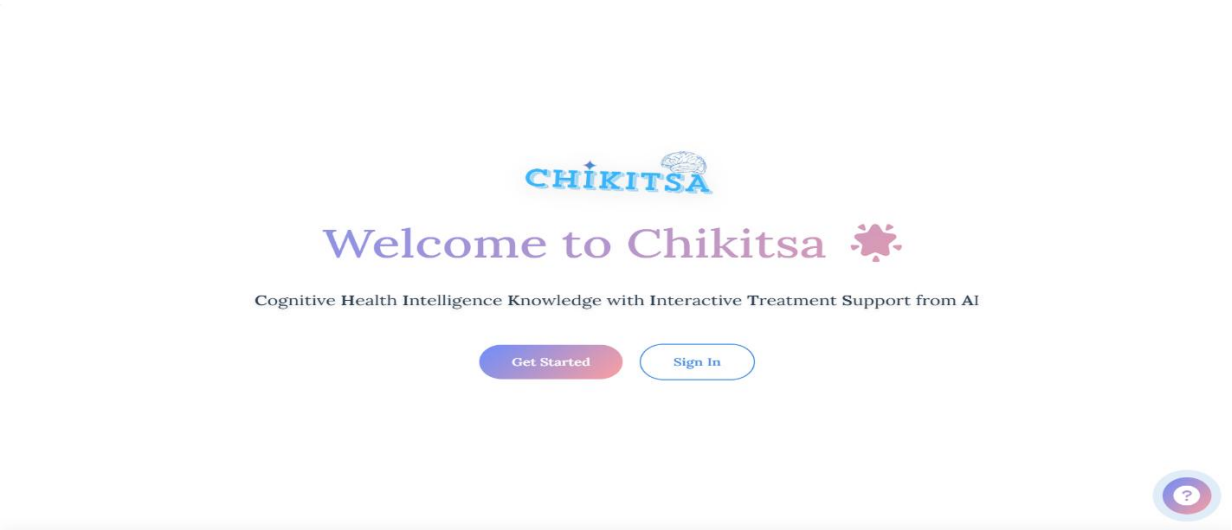 CHIKITSA
Welcome to Chikitsa
Cognitive Health Intelligence Knowledge with Interactive Treatment Support from AI
Get Started
Sign In
?